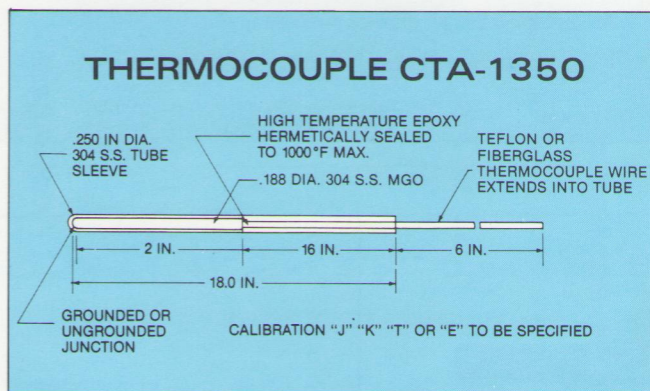 THERMOCOUPLE CTA-1350
.250 IN DIA.
304 S.S. TUBE
SLEEVE
HIGH TEMPERATURE EPOXY
HERMETICALLY SEALED
TO 1000°F MAX.
.188 DIA. 304 S.S. MGO
TEFLON OR
FIBERGLASS
THERMOCOUPLE WIRE
EXTENDS INTO TUBE
2 IN.
16 IN.
6 IN.
18.0 IN.
GROUNDED OR
UNGROUNDED
JUNCTION
CALIBRATION "J" "K" "T" OR "E" TO BE SPECIFIED